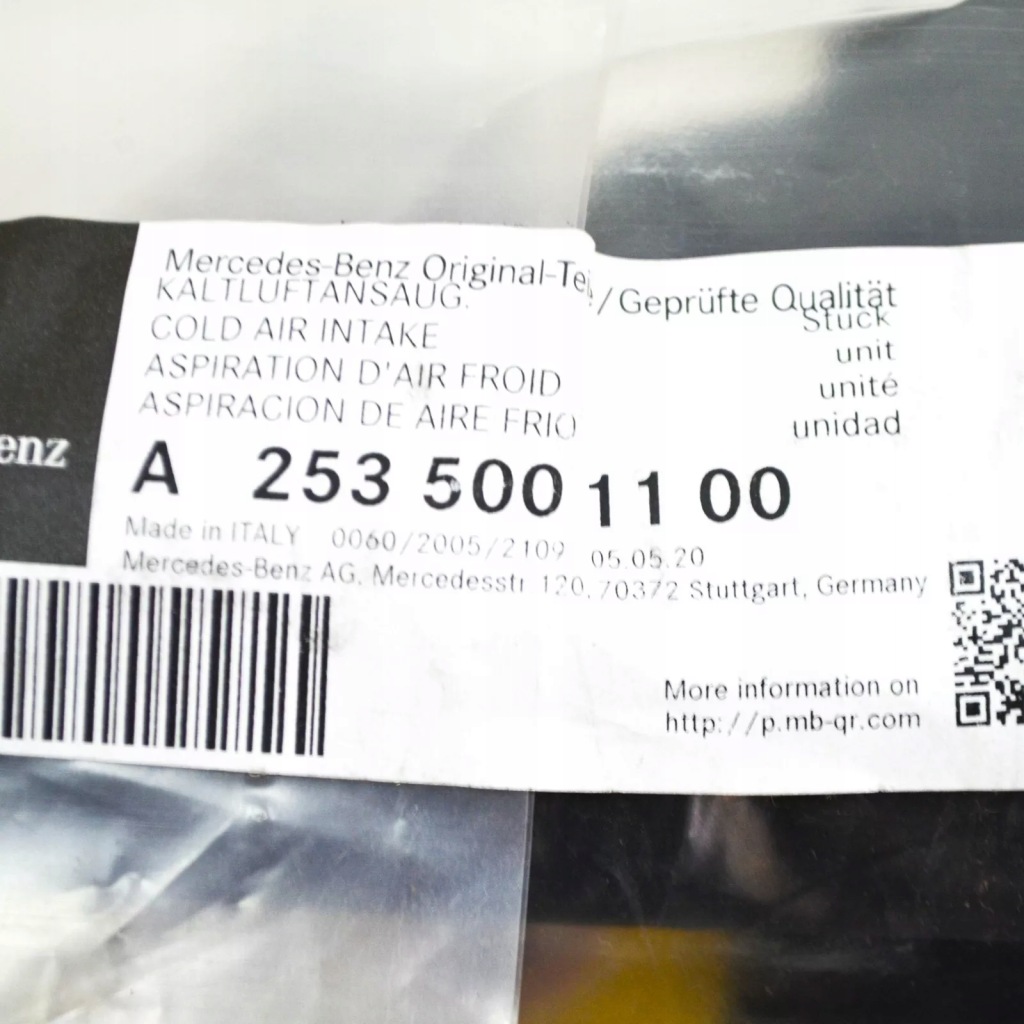 Mercedes-Benz Original-Teile/Geprüfte Qualität
KALTLUFTANSAUG. Stück
COLD AIR INTAKE unit
ASPIRATION D'AIR FROID unité
ASPIRACION DE AIRE FRIO unidad
enz
A 253 500 11 00
Made in ITALY 0060/2005/2109 05.05.20
Mercedes-Benz AG, Mercedesstr 120, 70372 Stuttgart, Germany
More information on
http://p.mb-qr.com